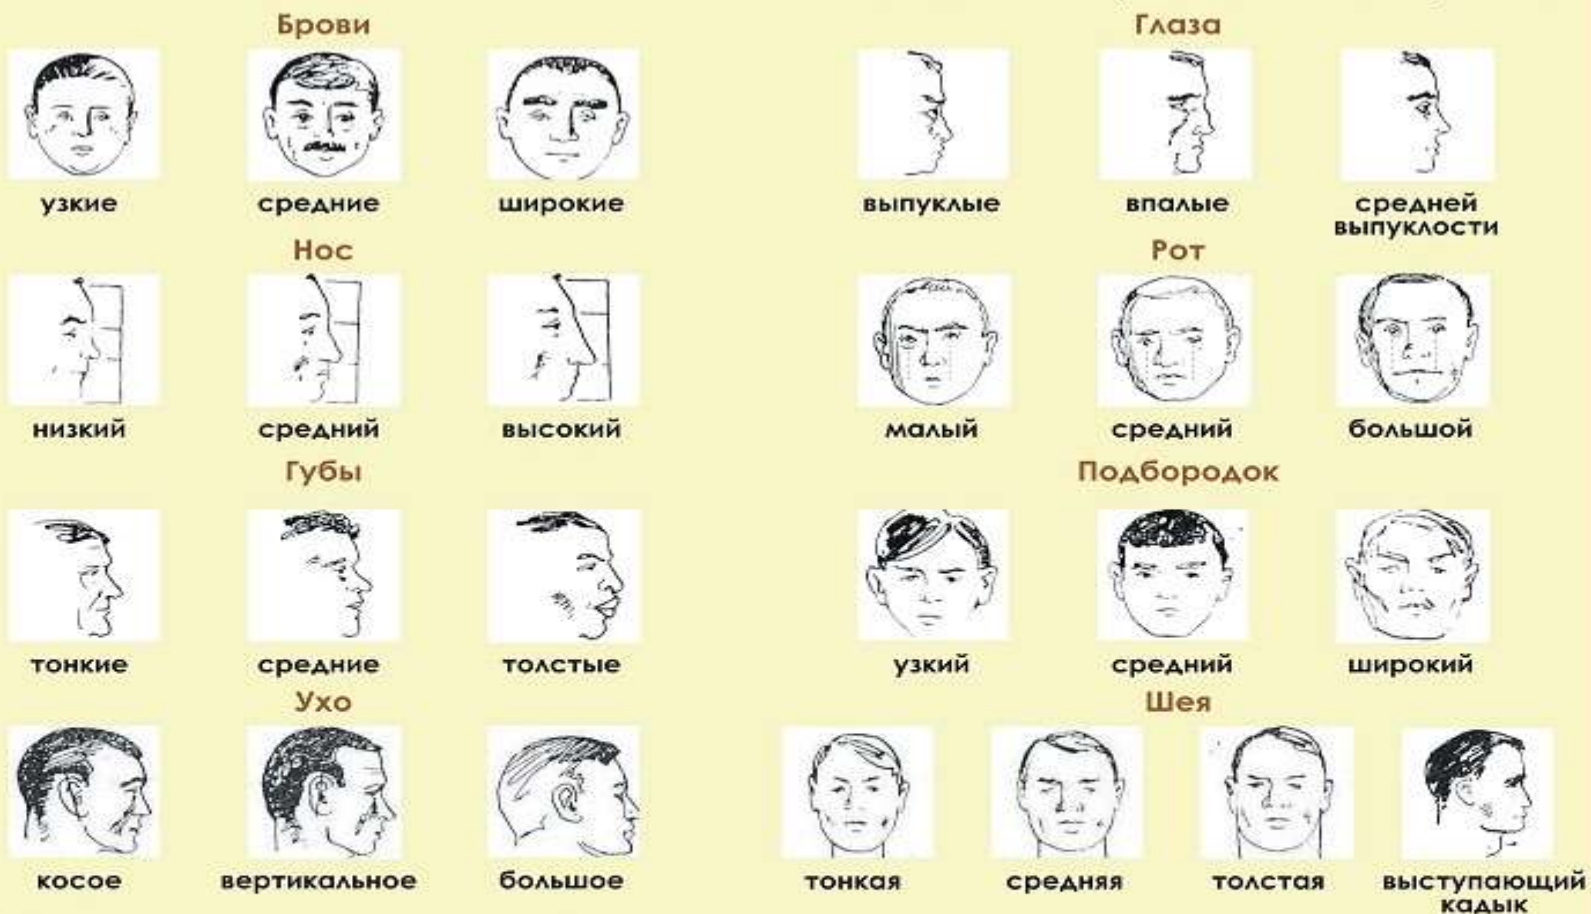 Брови
узкие средние широкие
Глаза
выпуклые впалые средней
выпуклости
Нос
низкий средний высокий
Рот
малый средний большой
Губы
тонкие средние толстые
Подбородок
узкий средний широкий
Ухо
косое вертикальное большое
Шея
тонкая средняя толстая выступающий
кадык